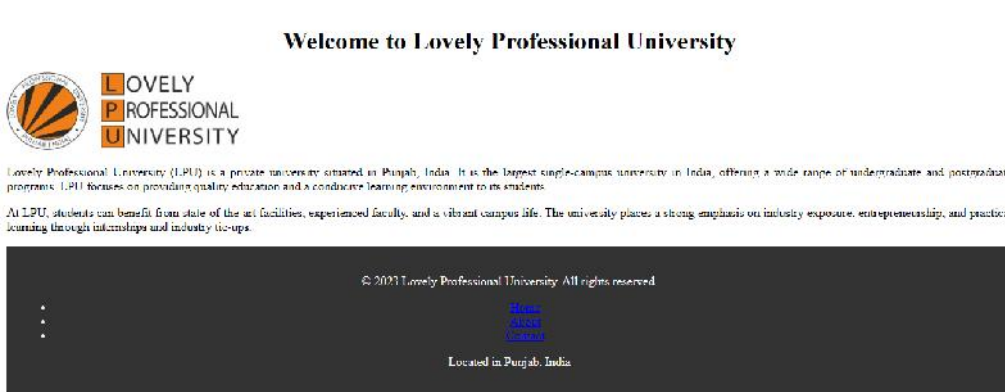 Welcome to Lovely Professional University
LOVELY
PROFESSIONAL
UNIVERSITY
Lovely Professional University (LPU) is a private university situated in Punjab, India. It is the largest single-campus university in India, offering a wide range of undergraduate and
programs. LPU focuses on providing quality education and a conducive learning environment to its students.
At LPU, students can benefit from state of the art facilities, experienced faculty, and a vibrant campus life. The university places a strong emphasis on industry exposure, entrepreneurship, and
learning through internships and industry tie-ups.
© 2023 Lovely Professional University. All rights reserved
Home
About
Contact
Located in Punjab, India